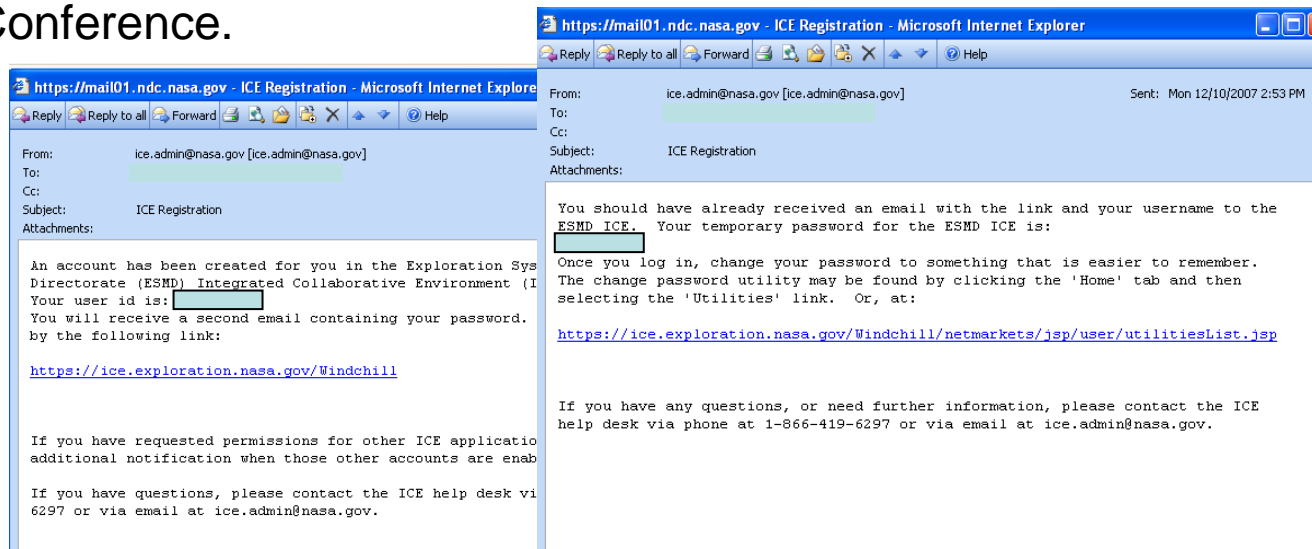 Conference.
https://mail01.ndc.nasa.gov - ICE Registration - Microsoft Internet Explore
Reply Reply to all Forward Help
From: ice.admin@nasa.gov [ice.admin@nasa.gov]
To:
Cc:
Subject: ICE Registration
Attachments:
An account has been created for you in the Exploration Sys
Directorate (ESMD) Integrated Collaborative Environment (I
Your user id is:
You will receive a second email containing your password.
by the following link:
https://ice.exploration.nasa.gov/Windchill
If you have requested permissions for other ICE applicatio
additional notification when those other accounts are enab
If you have questions, please contact the ICE help desk vi
6297 or via email at ice.admin@nasa.gov.
https://mail01.ndc.nasa.gov - ICE Registration - Microsoft Internet Explorer
Reply Reply to all Forward Help
From: ice.admin@nasa.gov [ice.admin@nasa.gov] Sent: Mon 12/10/2007 2:53 PM
To:
Cc:
Subject: ICE Registration
Attachments:
You should have already received an email with the link and your username to the
ESMD ICE. Your temporary password for the ESMD ICE is:
Once you log in, change your password to something that is easier to remember.
The change password utility may be found by clicking the 'Home' tab and then
selecting the 'Utilities' link. Or, at:
https://ice.exploration.nasa.gov/Windchill/netmarkets/jsp/user/utilitiesList.jsp
If you have any questions, or need further information, please contact the ICE
help desk via phone at 1-866-419-6297 or via email at ice.admin@nasa.gov.